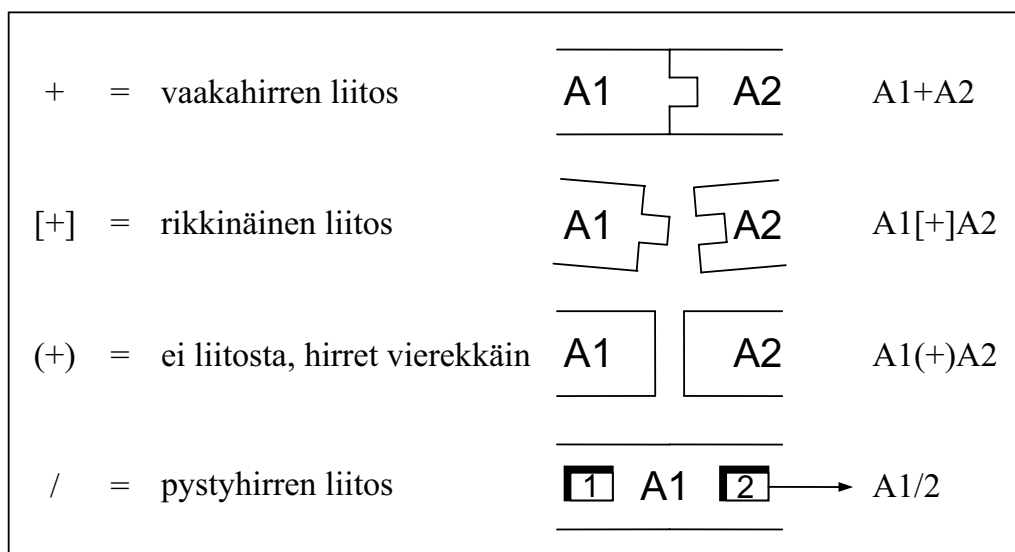 + = vaakahirren liitos A1 A2 A1+A2
[+] = rikkinäinen liitos A1 A2 A1[+]A2
(+) = ei liitosta, hirret vierekkäin A1 A2 A1(+)A2
/ = pystyhirren liitos 1 A1 2 A1/2